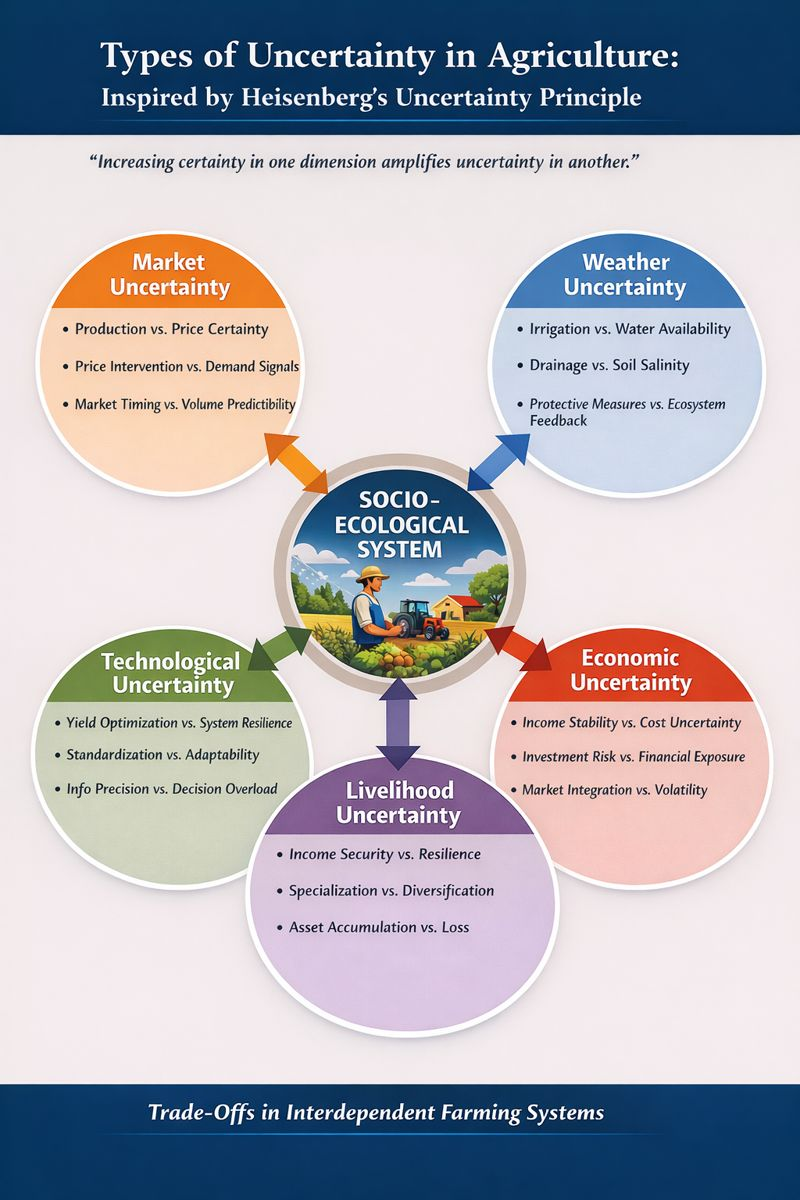 Types of Uncertainty in Agriculture:
Inspired by Heisenberg's Uncertainty Principle
“Increasing certainty in one dimension amplifies uncertainty in another.”
Market
Uncertainty
• Production vs. Price Certainty
• Price Intervention vs. Demand Signals
• Market Timing vs. Volume Predictibility
Weather
Uncertainty
• Irrigation vs. Water Availability
• Drainage vs. Soil Salinity
• Protective Measures vs. Ecosystem
Feedback
SOCIO-
ECOLOGICAL
SYSTEM
Technological
Uncertainty
• Yield Optimization vs. System Resilience
• Standardization vs. Adaptability
• Info Precision vs. Decision Overload
Economic
Uncertainty
• Income Stability vs. Cost Uncertainty
• Investment Risk vs. Financial Exposure
• Market Integration vs. Volatility
Livelihood
Uncertainty
• Income Security vs. Resilience
• Specialization vs. Diversification
• Asset Accumulation vs. Loss
Trade-Offs in Interdependent Farming Systems